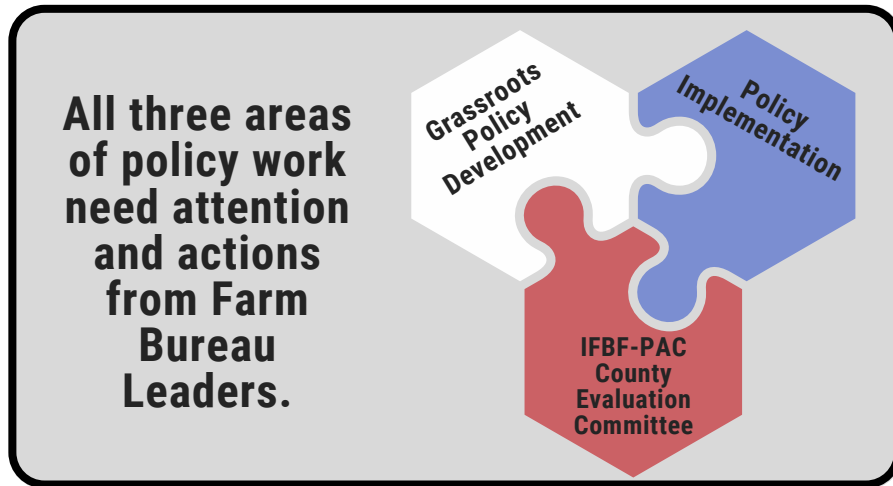 All three areas
of policy work
need attention
and actions
from Farm
Bureau
Leaders.
Grassroots
Policy
Development
Policy
Implementation
IFBF-PAC
County
Evaluation
Committee